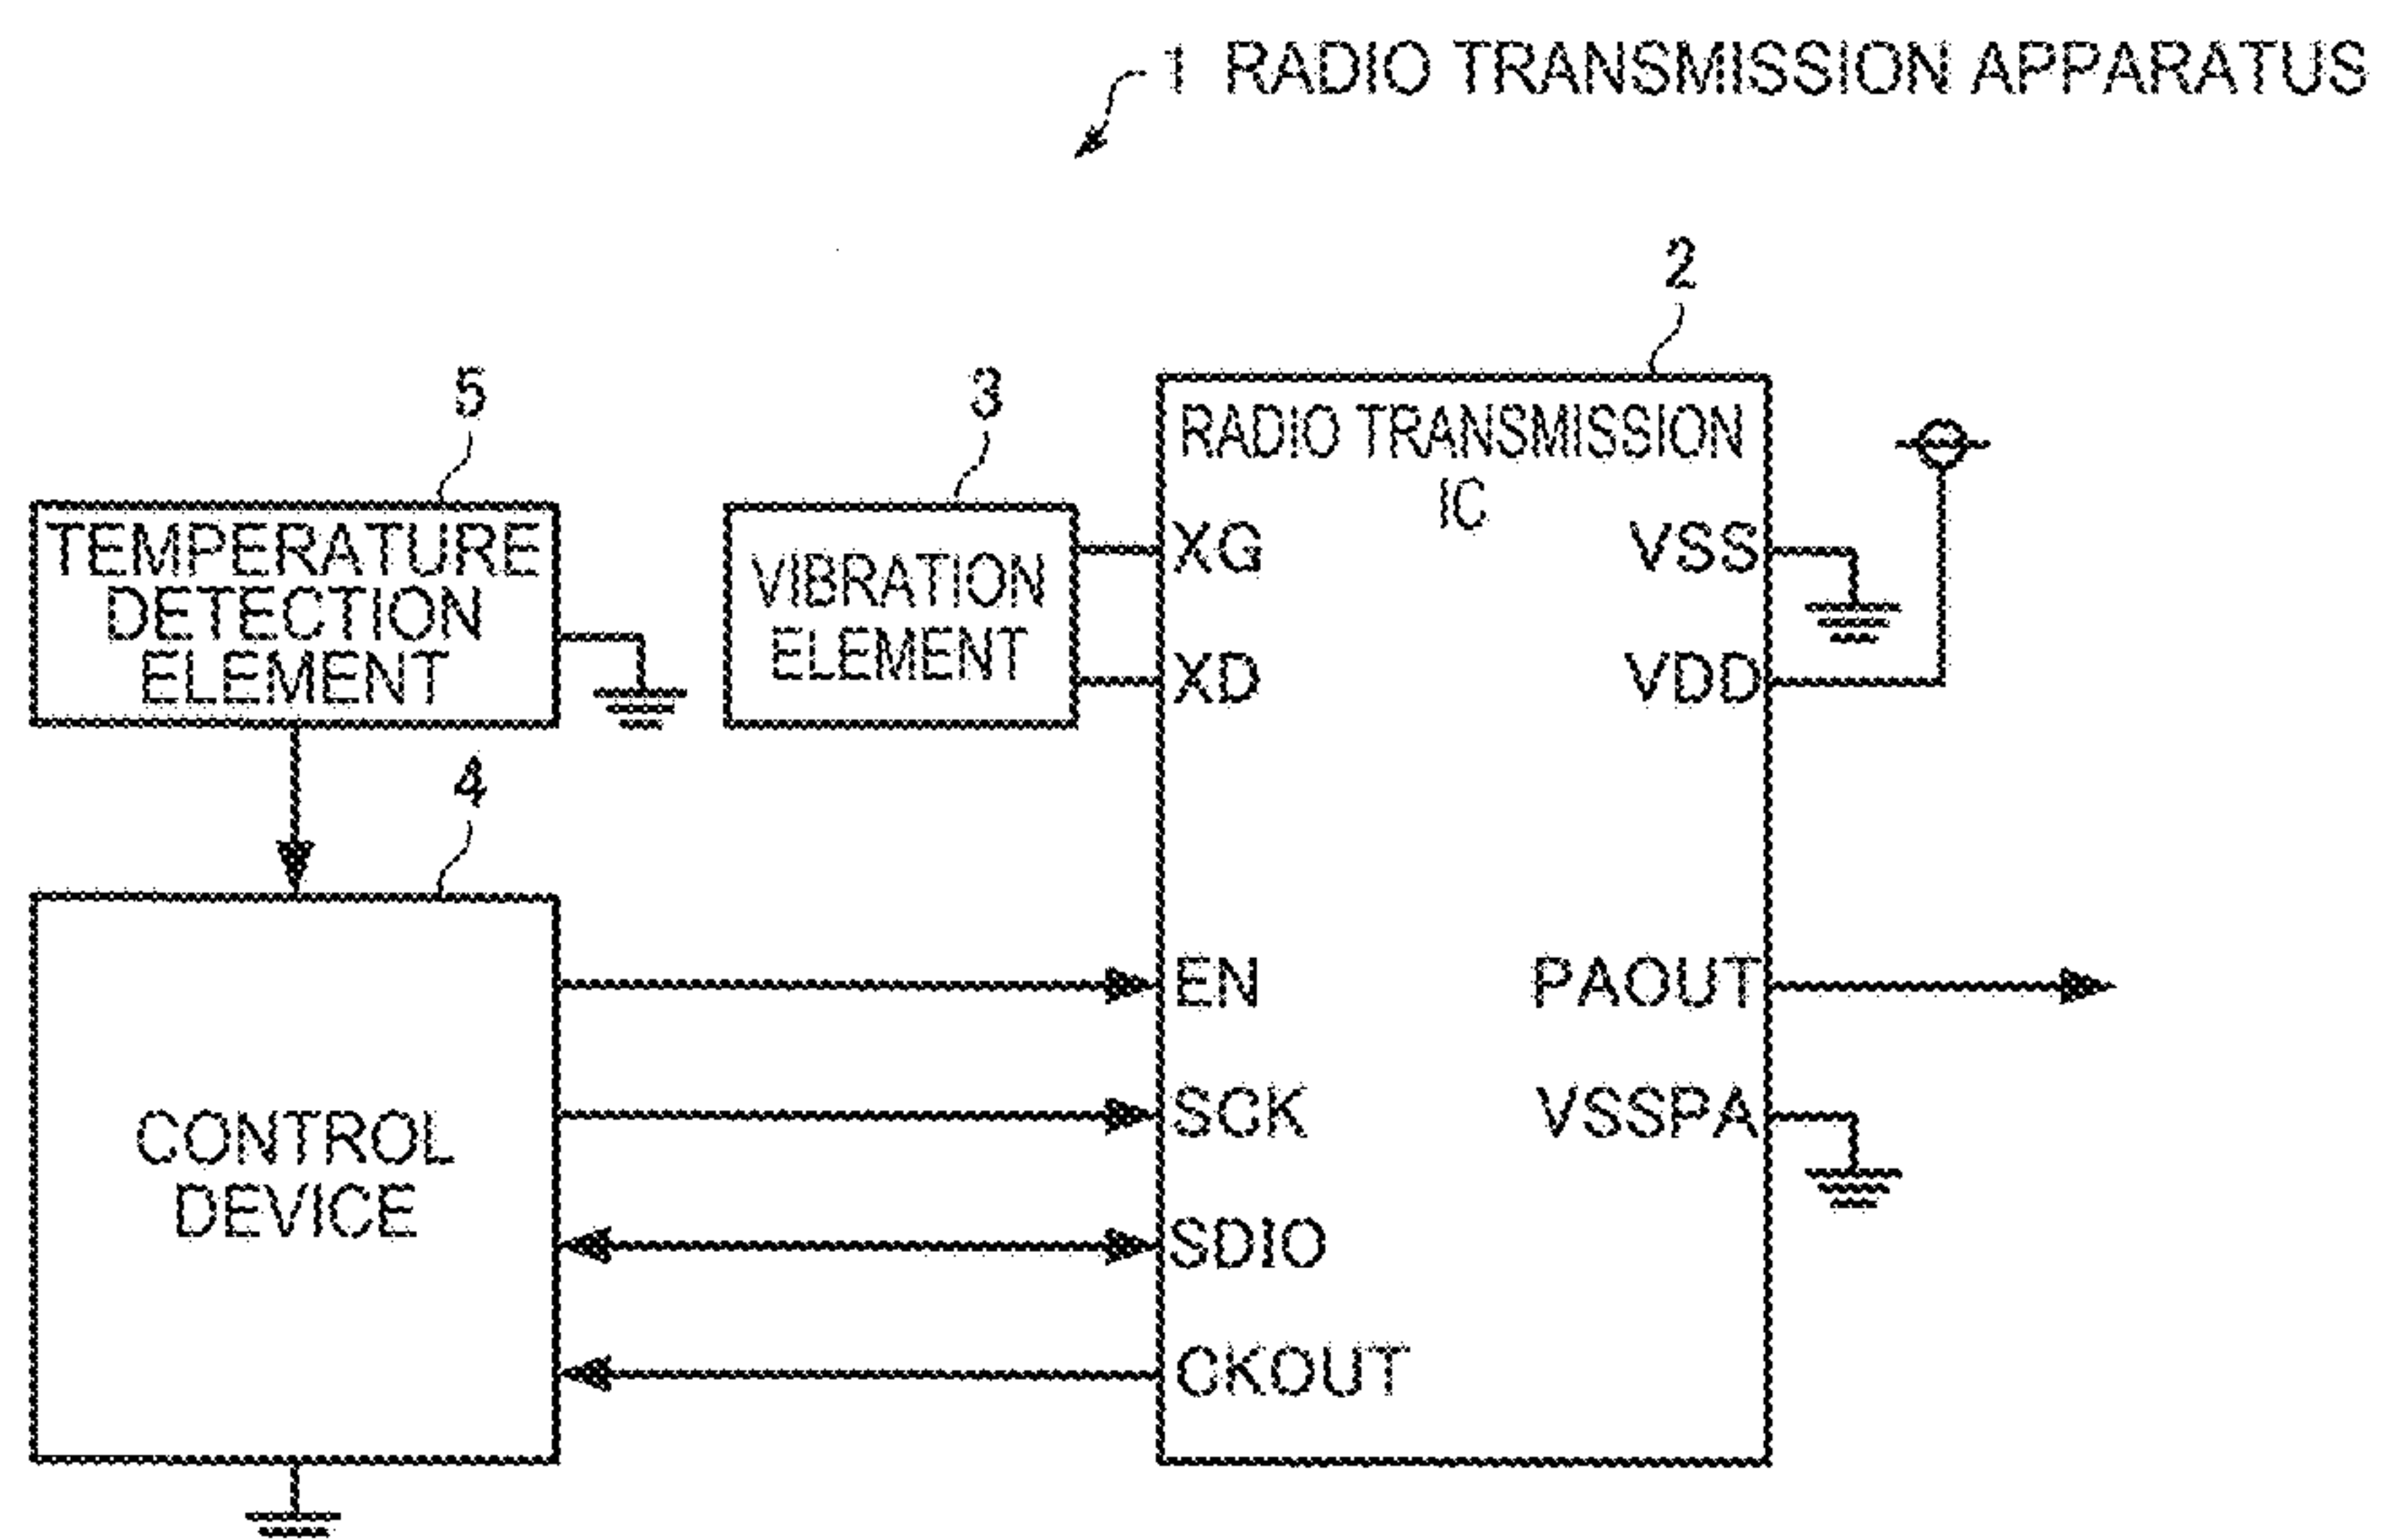 1 RADIO TRANSMISSION APPARATUS
2
5
3
RADIO TRANSMISSION
IC
TEMPERATURE
DETECTION
ELEMENT
VIBRATION
ELEMENT
XG
VSS
XD
VDD
4
CONTROL
DEVICE
EN
PAOUT
SCK
VSSPA
SDIO
CKOUT